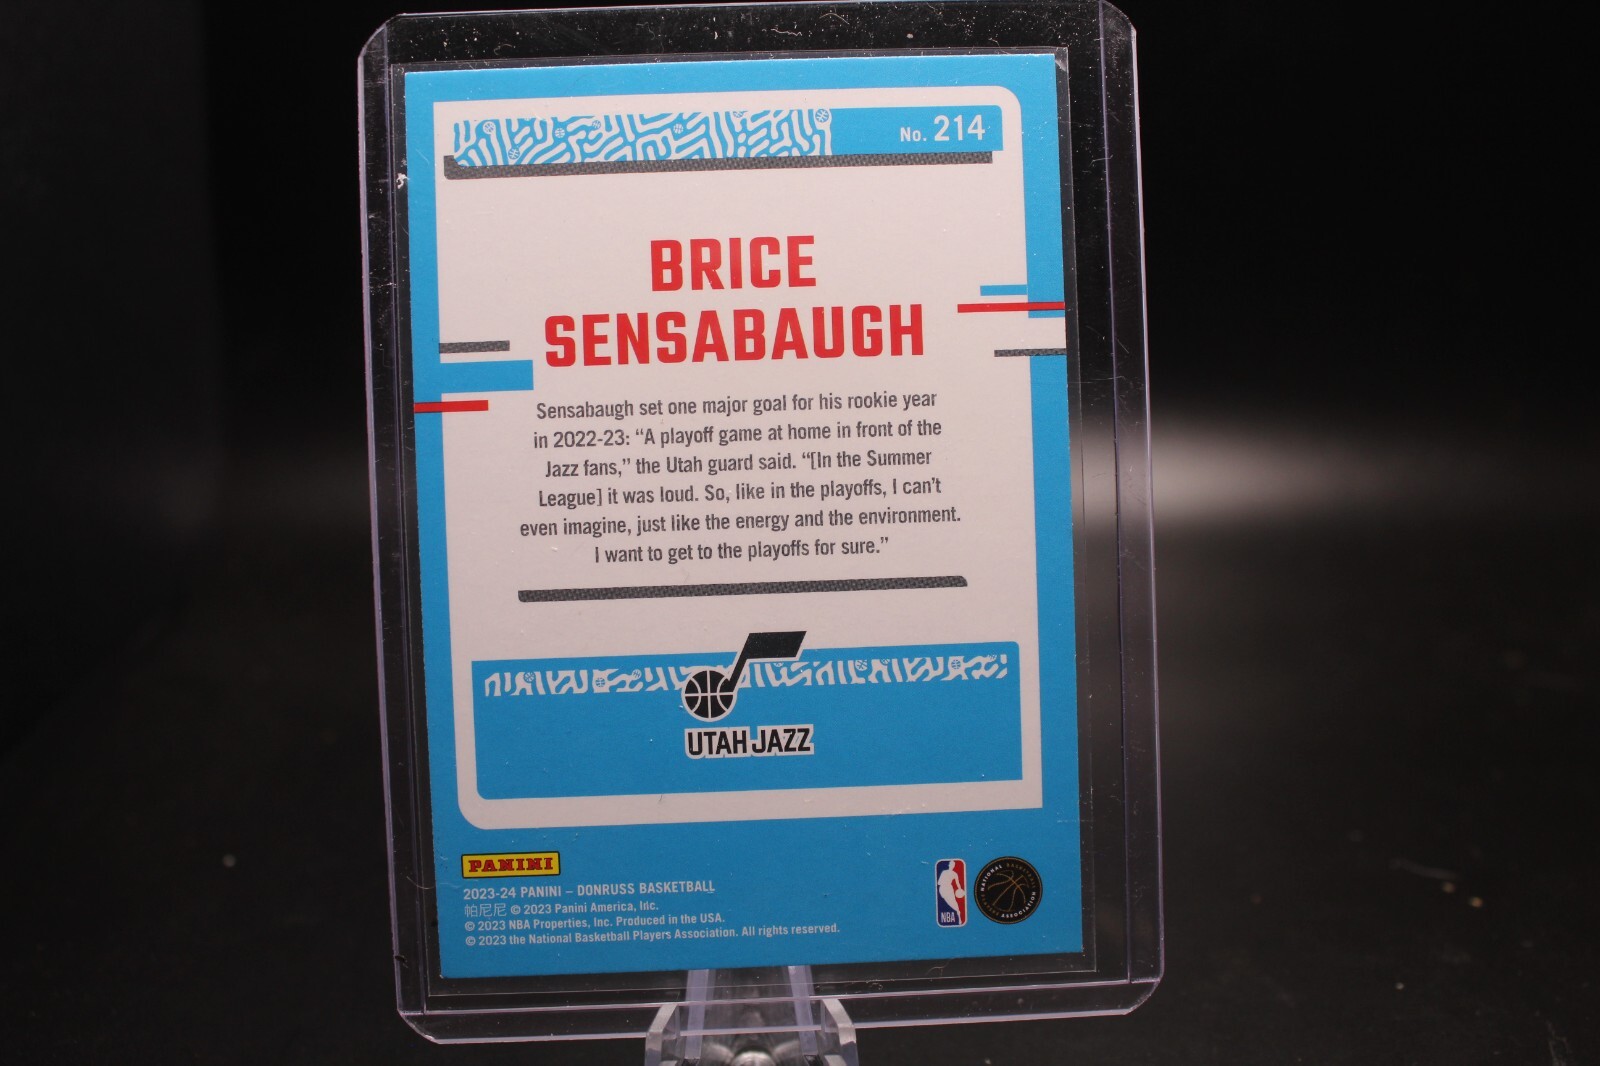 No. 214
BRICE
SENSABAUGH
Sensabaugh set one major goal for his rookie year
in 2022-23: “A playoff game at home in front of the
Jazz fans,” the Utah guard said. “[In the Summer
League] it was loud. So, like in the playoffs, I can’t
even imagine, just like the energy and the environment.
I want to get to the playoffs for sure.”
UTAH JAZZ
PANINI
2023-24 PANINI – DONRUSS BASKETBALL
帕尼尼 © 2023 Panini America, Inc.
© 2023 NBA Properties, Inc. Produced in the USA.
© 2023 the National Basketball Players Association. All rights reserved.
NBA
NATIONAL BASKETBALL PLAYERS ASSOCIATION